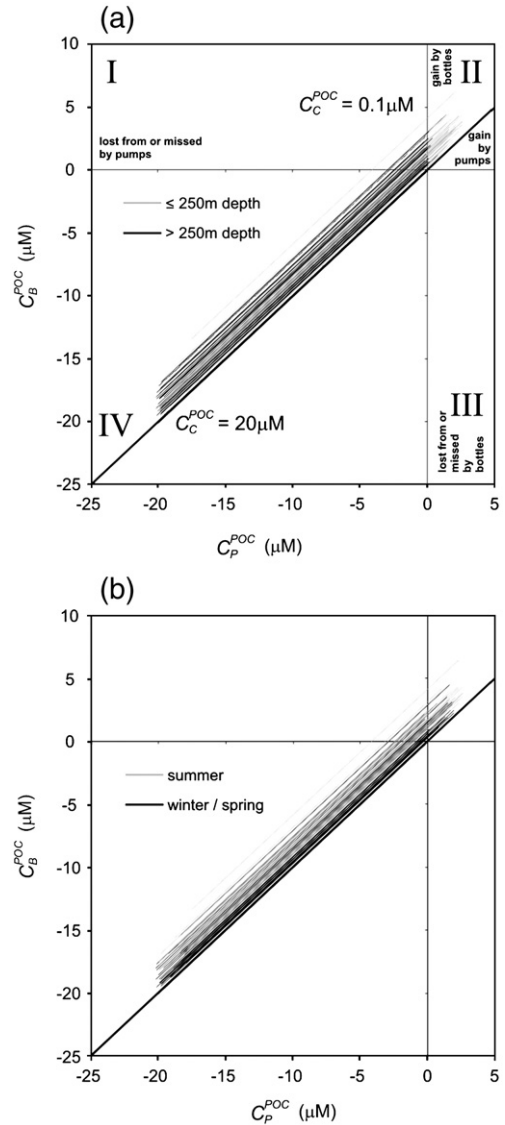 (a)
10
5
0
-5
-10
-15
-20
-25
C_B^POC (μM)
I
II
III
IV
gain by
bottles
C_C^POC = 0.1μM
gain
by
pumps
lost from or missed
by pumps
≤ 250m depth
> 250m depth
C_C^POC = 20μM
lost from or
missed
by
bottles
-25 -20 -15 -10 -5 0 5
C_P^POC (μM)
(b)
10
5
0
-5
-10
-15
-20
-25
C_B^POC (μM)
summer
winter / spring
-25 -20 -15 -10 -5 0 5
C_P^POC (μM)